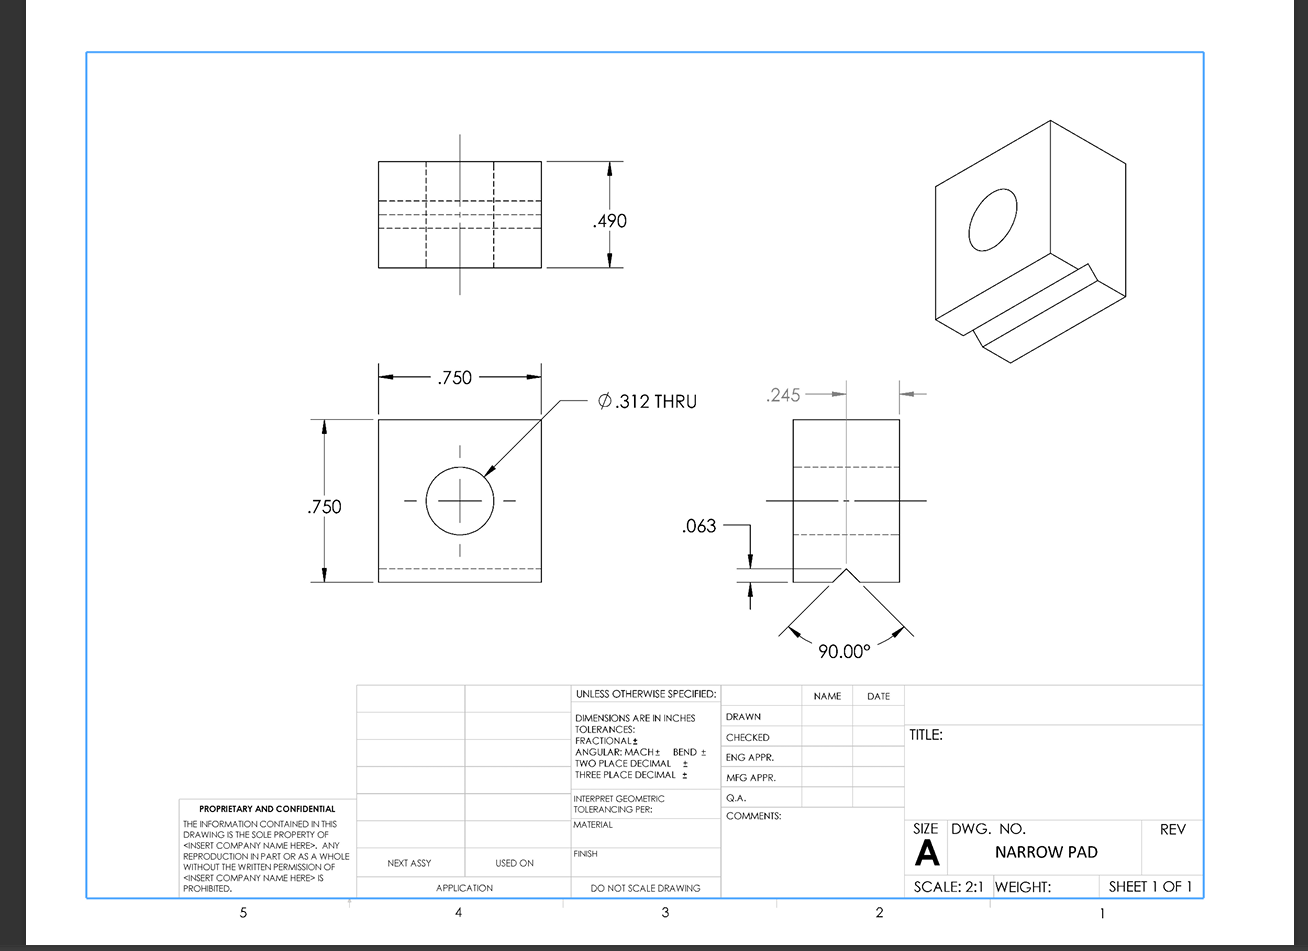 .490
.750
⌀.312 THRU
.245
.750
.063
90.00°
UNLESS OTHERWISE SPECIFIED:
DIMENSIONS ARE IN INCHES
TOLERANCES:
FRACTIONAL±
ANGULAR: MACH± BEND ±
TWO PLACE DECIMAL ±
THREE PLACE DECIMAL ±
INTERPRET GEOMETRIC
TOLERANCING PER:
MATERIAL
FINISH
DO NOT SCALE DRAWING
NAME DATE
DRAWN
CHECKED
ENG APPR.
MFG APPR.
Q.A.
COMMENTS:
TITLE:
SIZE DWG. NO. REV
A NARROW PAD
SCALE: 2:1 WEIGHT: SHEET 1 OF 1
PROPRIETARY AND CONFIDENTIAL
THE INFORMATION CONTAINED IN THIS
DRAWING IS THE SOLE PROPERTY OF
<INSERT COMPANY NAME HERE>. ANY
REPRODUCTION IN PART OR AS A WHOLE
WITHOUT THE WRITTEN PERMISSION OF
<INSERT COMPANY NAME HERE> IS
PROHIBITED.
NEXT ASSY USED ON
APPLICATION
5 4 3 2 1